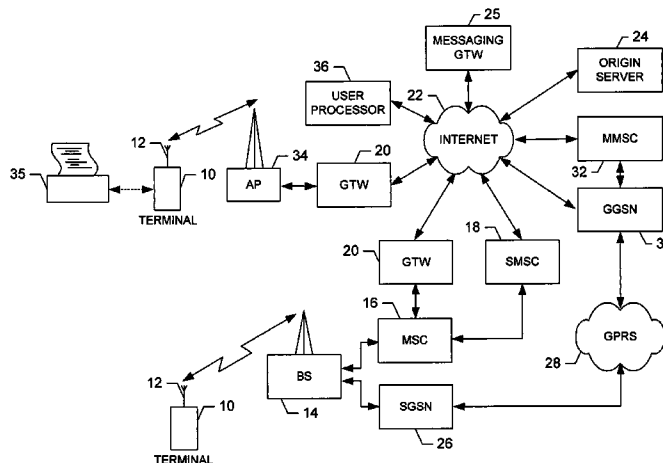 25
MESSAGING
GTW
24
ORIGIN
SERVER
36
USER
PROCESSOR
22
INTERNET
MMSC
32
12
34
20
35
10
AP
GTW
TERMINAL
GGSN
18
20
GTW
SMSC
16
MSC
GPRS
28
12
BS
14
10
SGSN
26
TERMINAL